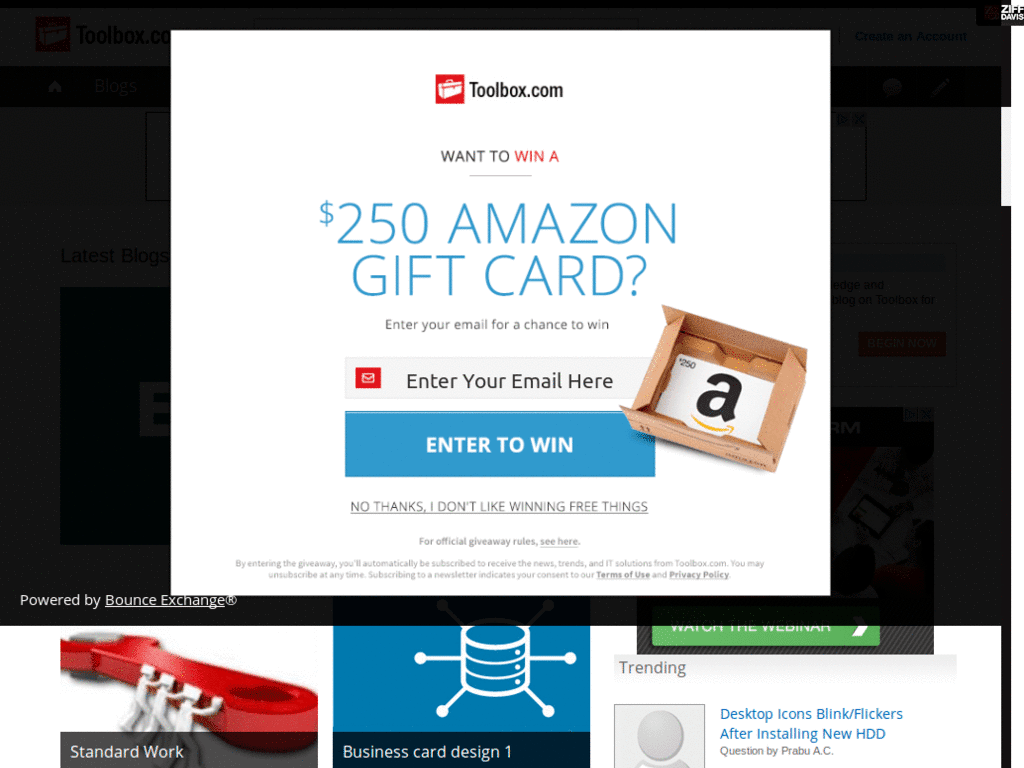 ZIFF
DAVIS
Toolbox.co
Create an Account
Blogs
Toolbox.com
WANT TO WIN A
$250 AMAZON
GIFT CARD?
Enter your email for a chance to win
Enter Your Email Here
$250
a
amazon
ENTER TO WIN
NO THANKS, I DON'T LIKE WINNING FREE THINGS
For official giveaway rules, see here.
By entering the giveaway, you'll automatically be subscribed to receive the news, trends, and IT solutions from Toolbox.com. You may
unsubscribe at any time. Subscribing to a newsletter indicates your consent to our Terms of Use and Privacy Policy.
Latest Blogs
edge and
blog on Toolbox for
BEGIN NOW
Powered by Bounce Exchange®
WATCH THE WEBINAR
Trending
Standard Work
Business card design 1
Desktop Icons Blink/Flickers
After Installing New HDD
Question by Prabu A.C.